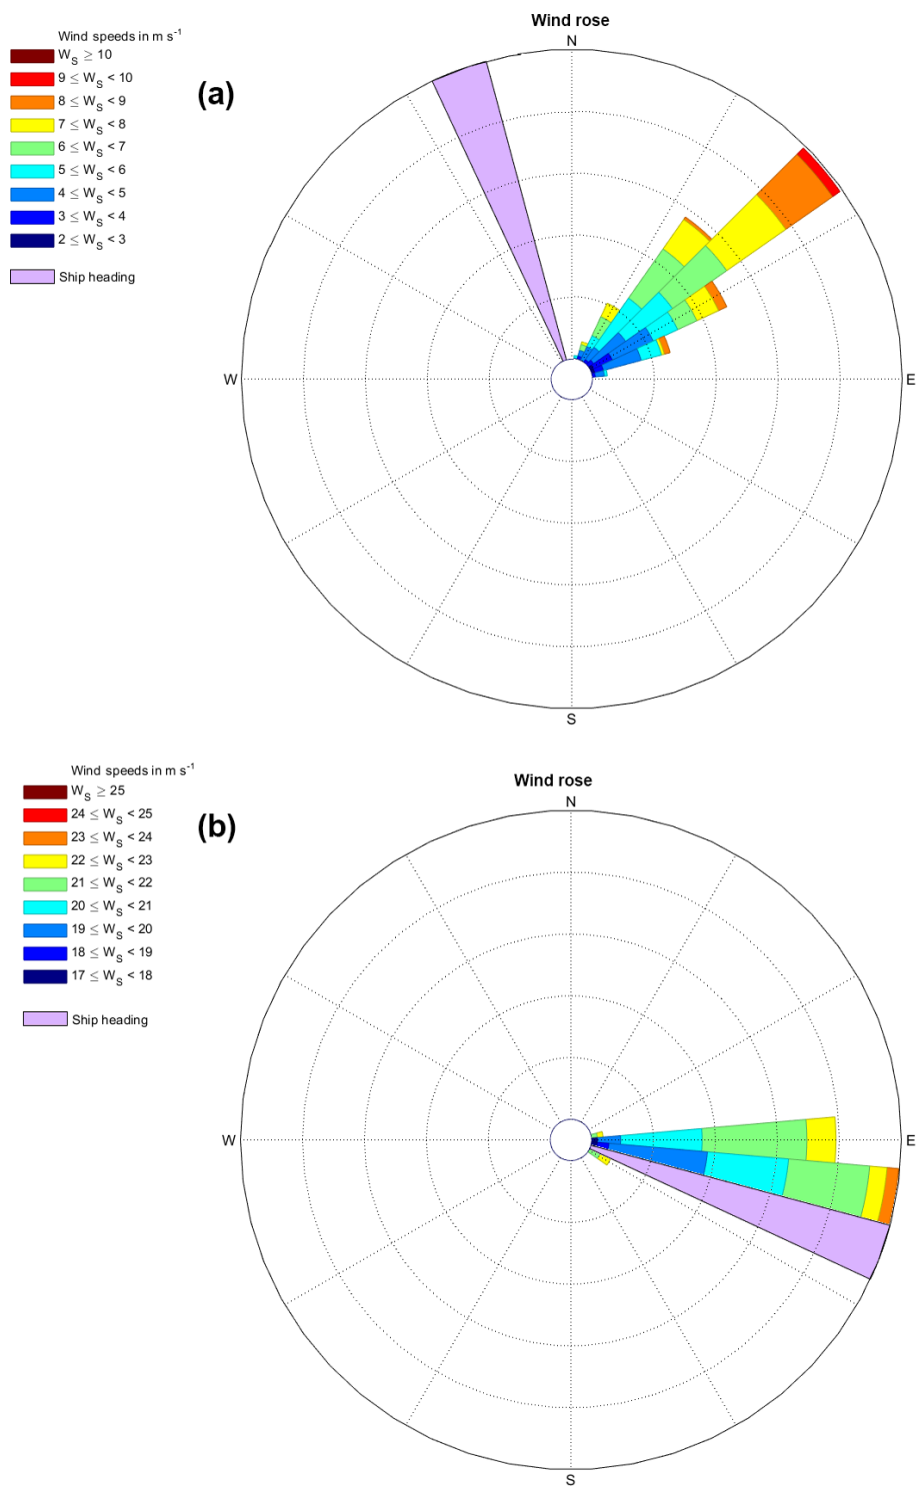 Wind rose
Wind speeds in m s-1
W_S ≥ 10
9 ≤ W_S < 10
8 ≤ W_S < 9
7 ≤ W_S < 8
6 ≤ W_S < 7
5 ≤ W_S < 6
4 ≤ W_S < 5
3 ≤ W_S < 4
2 ≤ W_S < 3
Ship heading
(a)
N
W
E
S
Wind speeds in m s-1
W_S ≥ 25
24 ≤ W_S < 25
23 ≤ W_S < 24
22 ≤ W_S < 23
21 ≤ W_S < 22
20 ≤ W_S < 21
19 ≤ W_S < 20
18 ≤ W_S < 19
17 ≤ W_S < 18
Ship heading
Wind rose
(b)
N
W
E
S